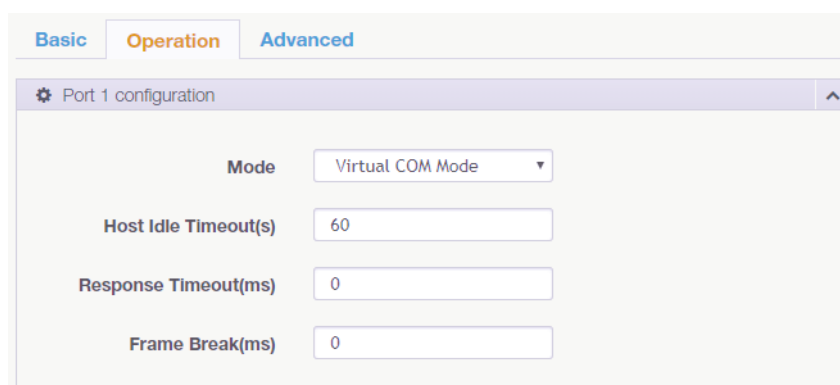 Basic Operation Advanced
Port 1 configuration
Mode Virtual COM Mode
Host Idle Timeout(s) 60
Response Timeout(ms) 0
Frame Break(ms) 0